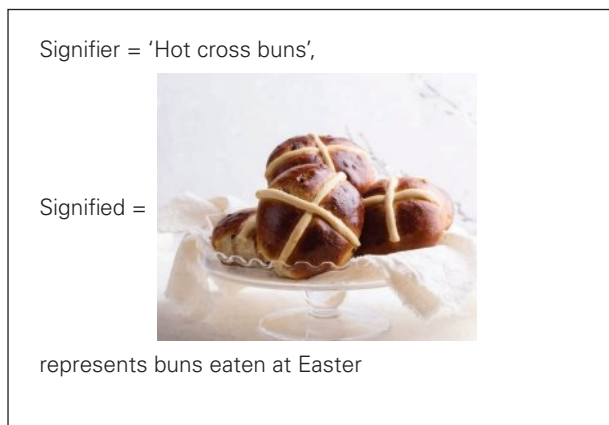 Signifier = ‘Hot cross buns’,
Signified =
represents buns eaten at Easter